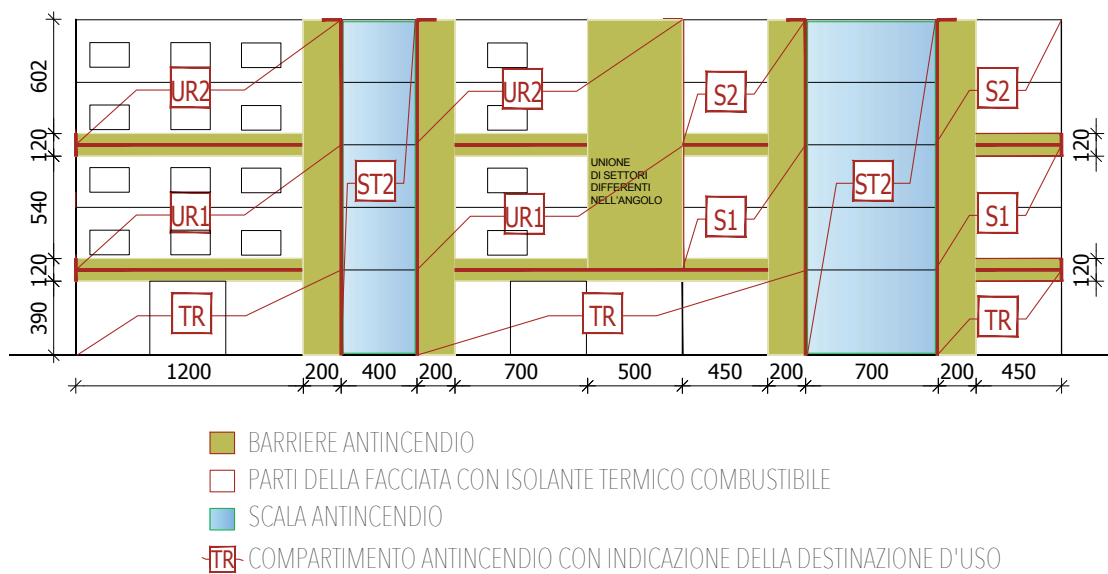 602
120
540
120
390
UR2
UR2
S2
S2
ST2
UNIONE
DI SETTORI
DIFFERENTI
NELL'ANGOLO
ST2
UR1
UR1
S1
S1
TR
TR
TR
120
120
1200
200
400
200
700
500
450
200
700
200
450
BARRIERE ANTINCENDIO
PARTI DELLA FACCIATA CON ISOLANTE TERMICO COMBUSTIBILE
SCALA ANTINCENDIO
TR COMPARTIMENTO ANTINCENDIO CON INDICAZIONE DELLA DESTINAZIONE D'USO